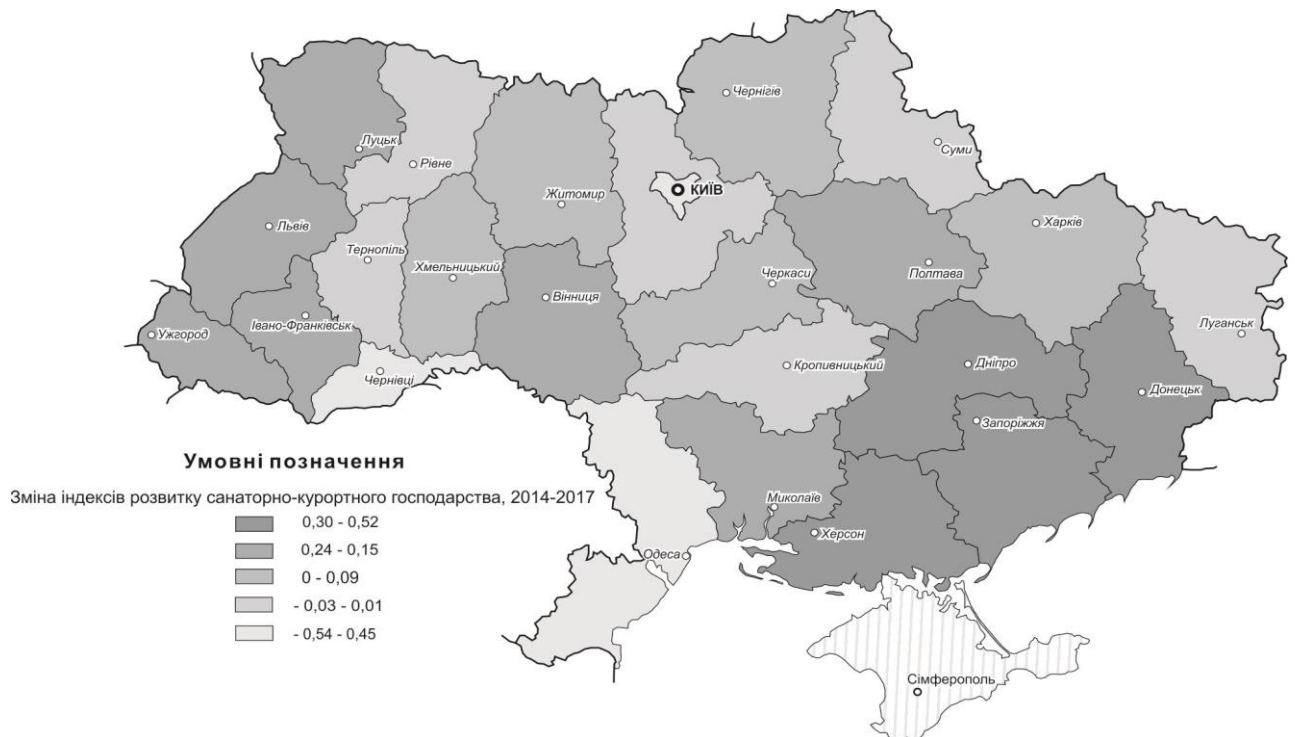 Чернігів
Суми
Луцьк
Рівне
КИЇВ
Житомир
Львів
Харків
Тернопіль
Хмельницький
Черкаси
Полтава
Вінниця
Івано-Франківськ
Ужгород
Луганськ
Чернівці
Кропивницький
Дніпро
Донецьк
Запоріжжя
Умовні позначення
Зміна індексів розвитку санаторно-курортного господарства, 2014-2017
0,30 - 0,52
0,24 - 0,15
0 - 0,09
- 0,03 - 0,01
- 0,54 - 0,45
Миколаїв
Херсон
Одеса
Сімферополь